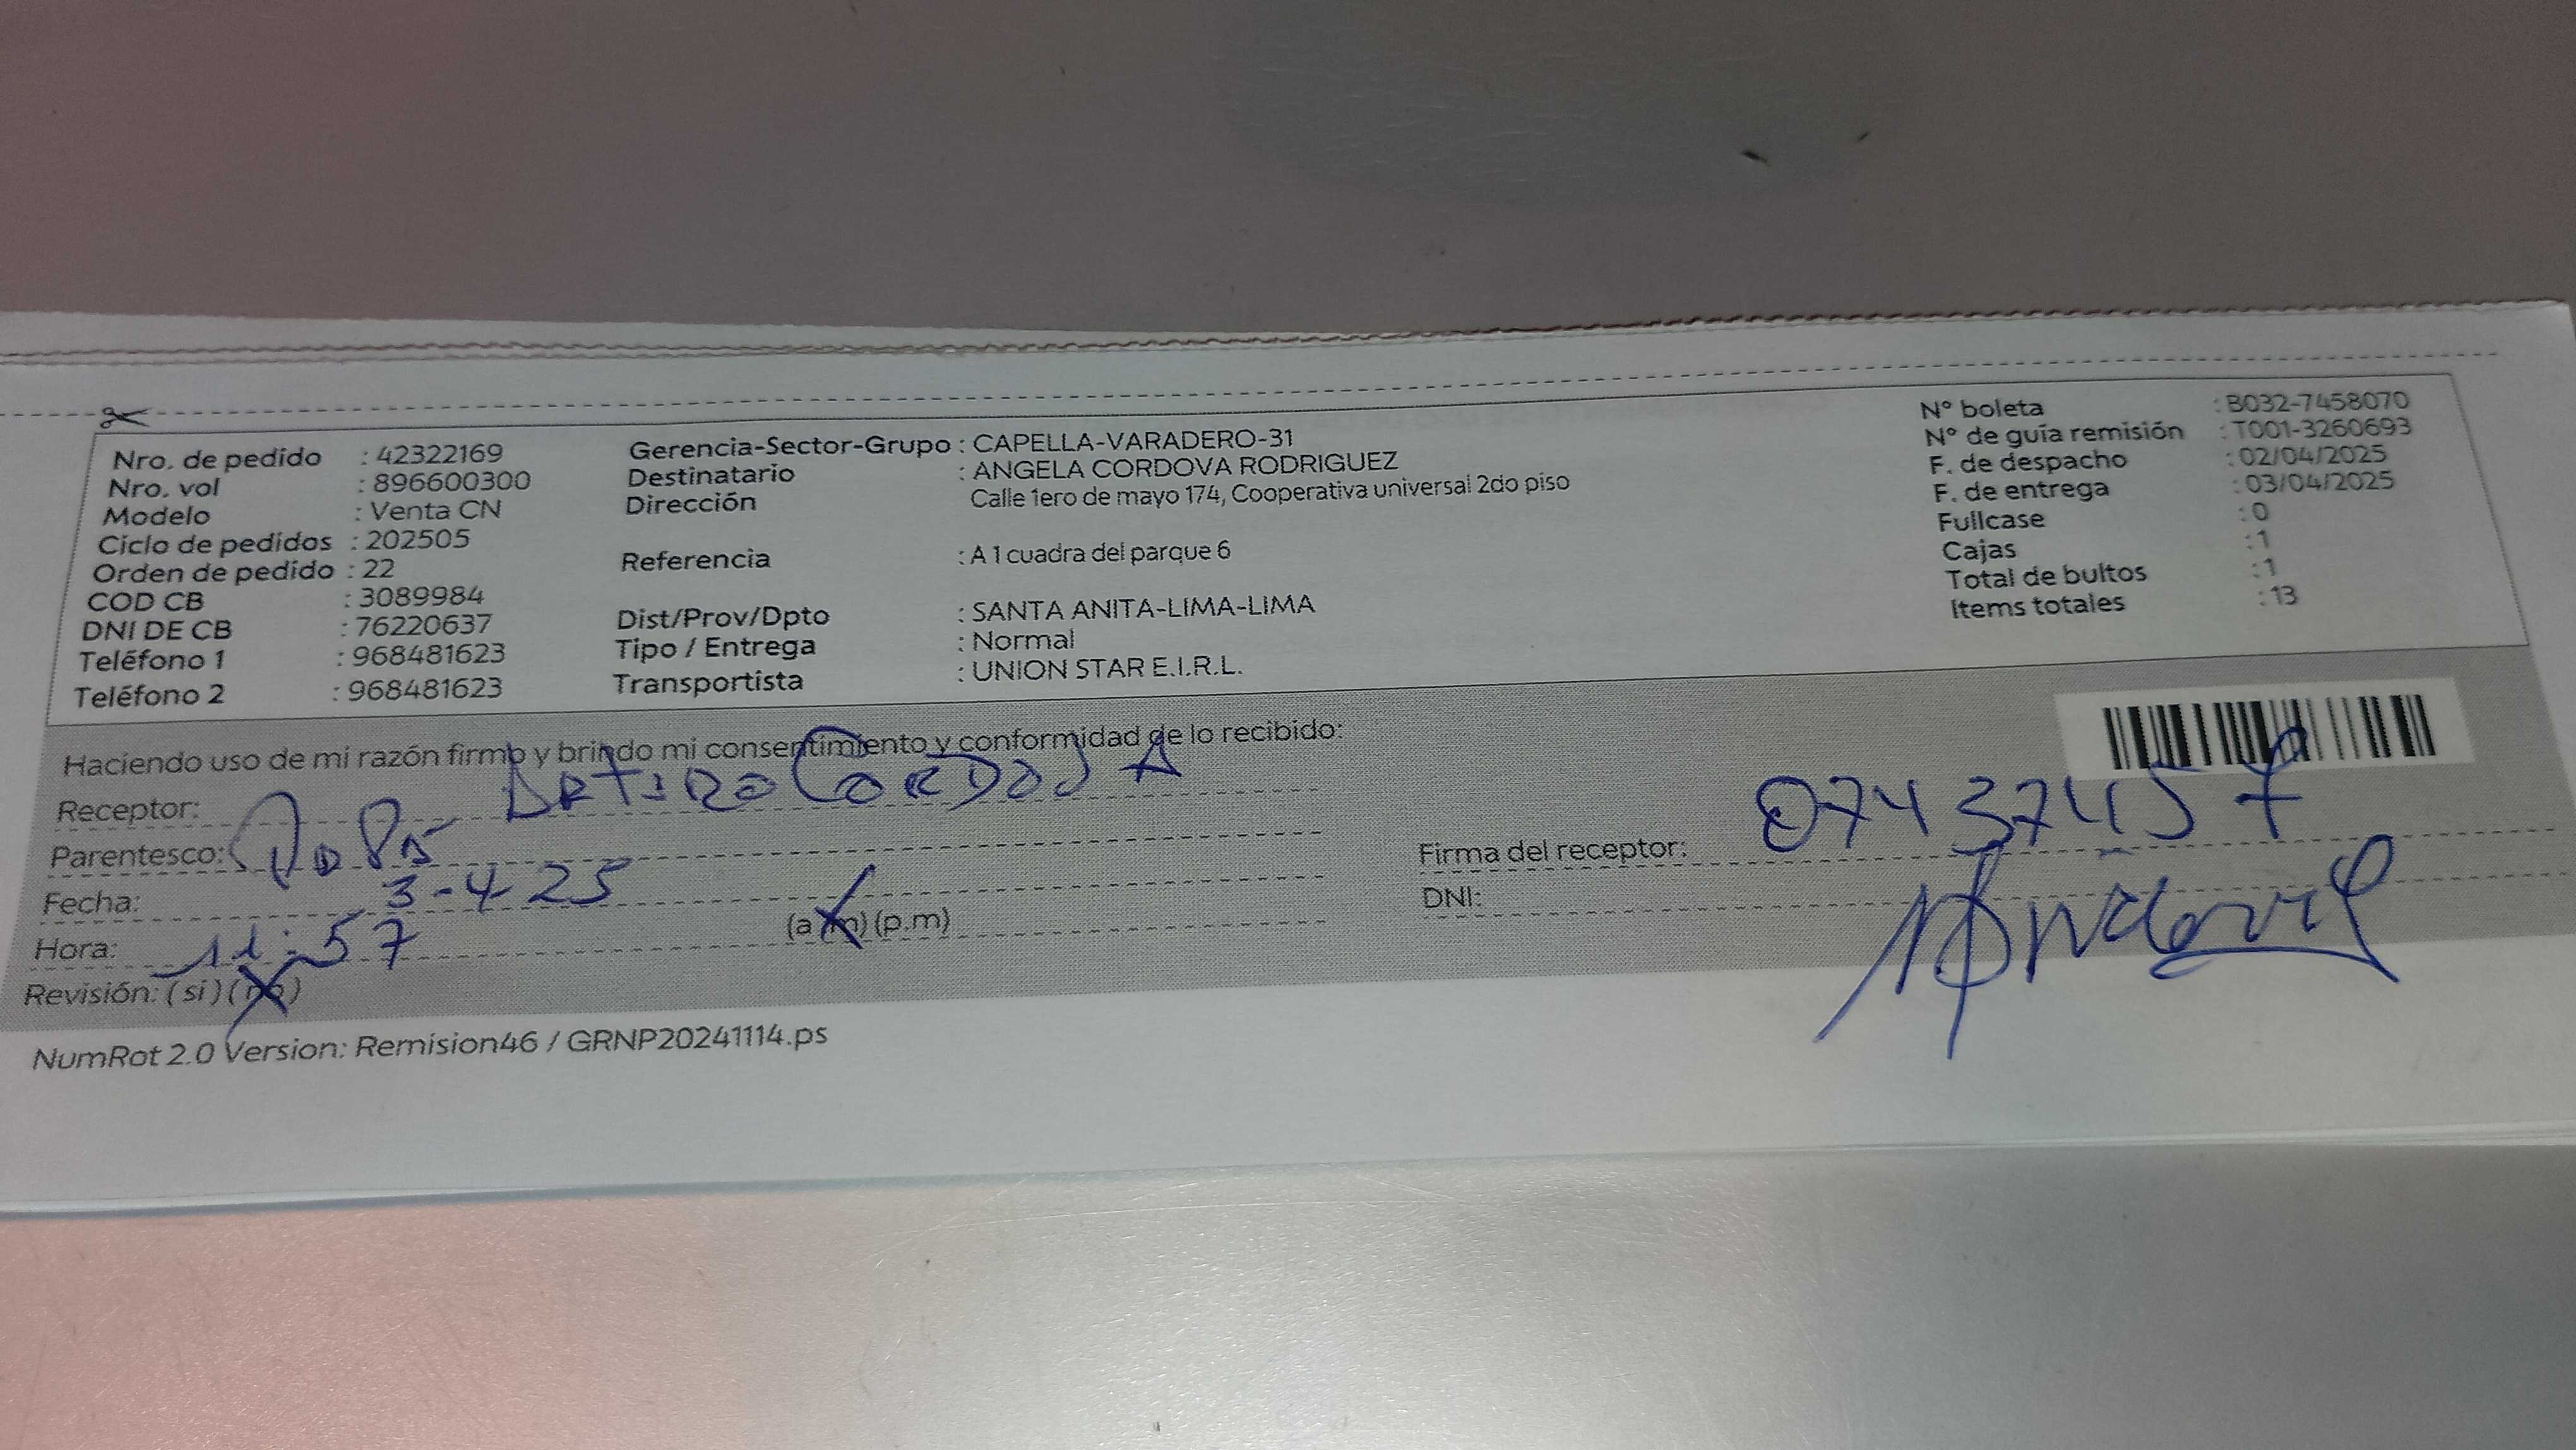 Nro. de pedido : 42322169
Nro. vol : 896600300
Modelo : Venta CN
Ciclo de pedidos : 202505
Orden de pedido : 22
COD CB : 3089984
DNI DE CB : 76220637
Teléfono 1 : 968481623
Teléfono 2 : 968481623
Gerencia-Sector-Grupo : CAPELLA-VARADERO-31
Destinatario : ANGELA CORDOVA RODRIGUEZ
Dirección Calle 1ero de mayo 174, Cooperativa universal 2do piso
Referencia : A 1 cuadra del parque 6
Dist/Prov/Dpto : SANTA ANITA-LIMA-LIMA
Tipo / Entrega : Normal
Transportista : UNION STAR E.I.R.L.
N° boleta : B032-7458070
N° de guía remisión : T001-3260693
F. de despacho : 02/04/2025
F. de entrega : 03/04/2025
Fullcase : 0
Cajas : 1
Total de bultos : 1
Items totales : 13
Haciendo uso de mi razón firmo y brindo mi consentimiento y conformidad de lo recibido:
Receptor: ARTURO CORDOVA
Parentesco: PAPA
Fecha: 3-4-25
Hora: 11:57 (a.m) (p.m)
Revisión: (si) (no)
Firma del receptor: 07437457
DNI:
NumRot 2.0 Version: Remision46 / GRNP20241114.ps